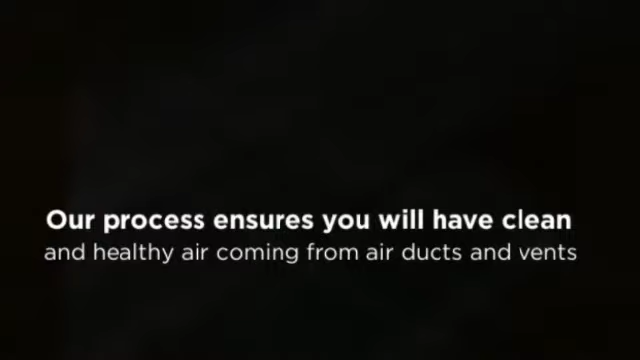 Our process ensures you will have clean
and healthy air coming from air ducts and vents